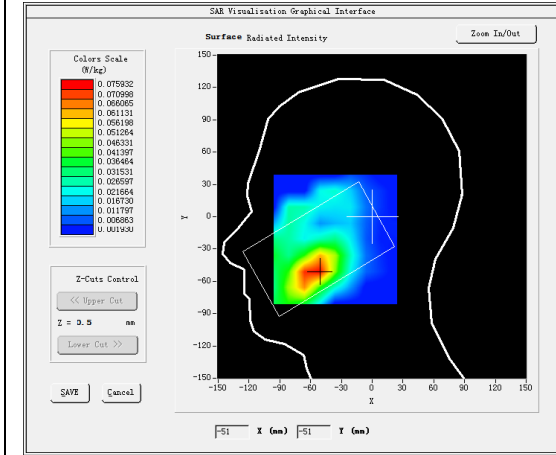 SAR Visualisation Graphical Interface
Surface Radiated Intensity
Zoom In/Out
Colors Scale
(W/kg)
0.075932
0.070998
0.066065
0.061131
0.056198
0.051264
0.046331
0.041397
0.036464
0.031531
0.026597
0.021664
0.016730
0.011797
0.006863
0.001930
Z-Cuts Control
<< Upper Cut
Z = 0.5 mm
Lower Cut >>
SAVE Cancel
150
120
90
60
30
0
-30
-60
-90
-120
-150
Y
-150 -120 -90 -60 -30 0 30 60 90 120 150
X
-51 X (mm) -51 Y (mm)